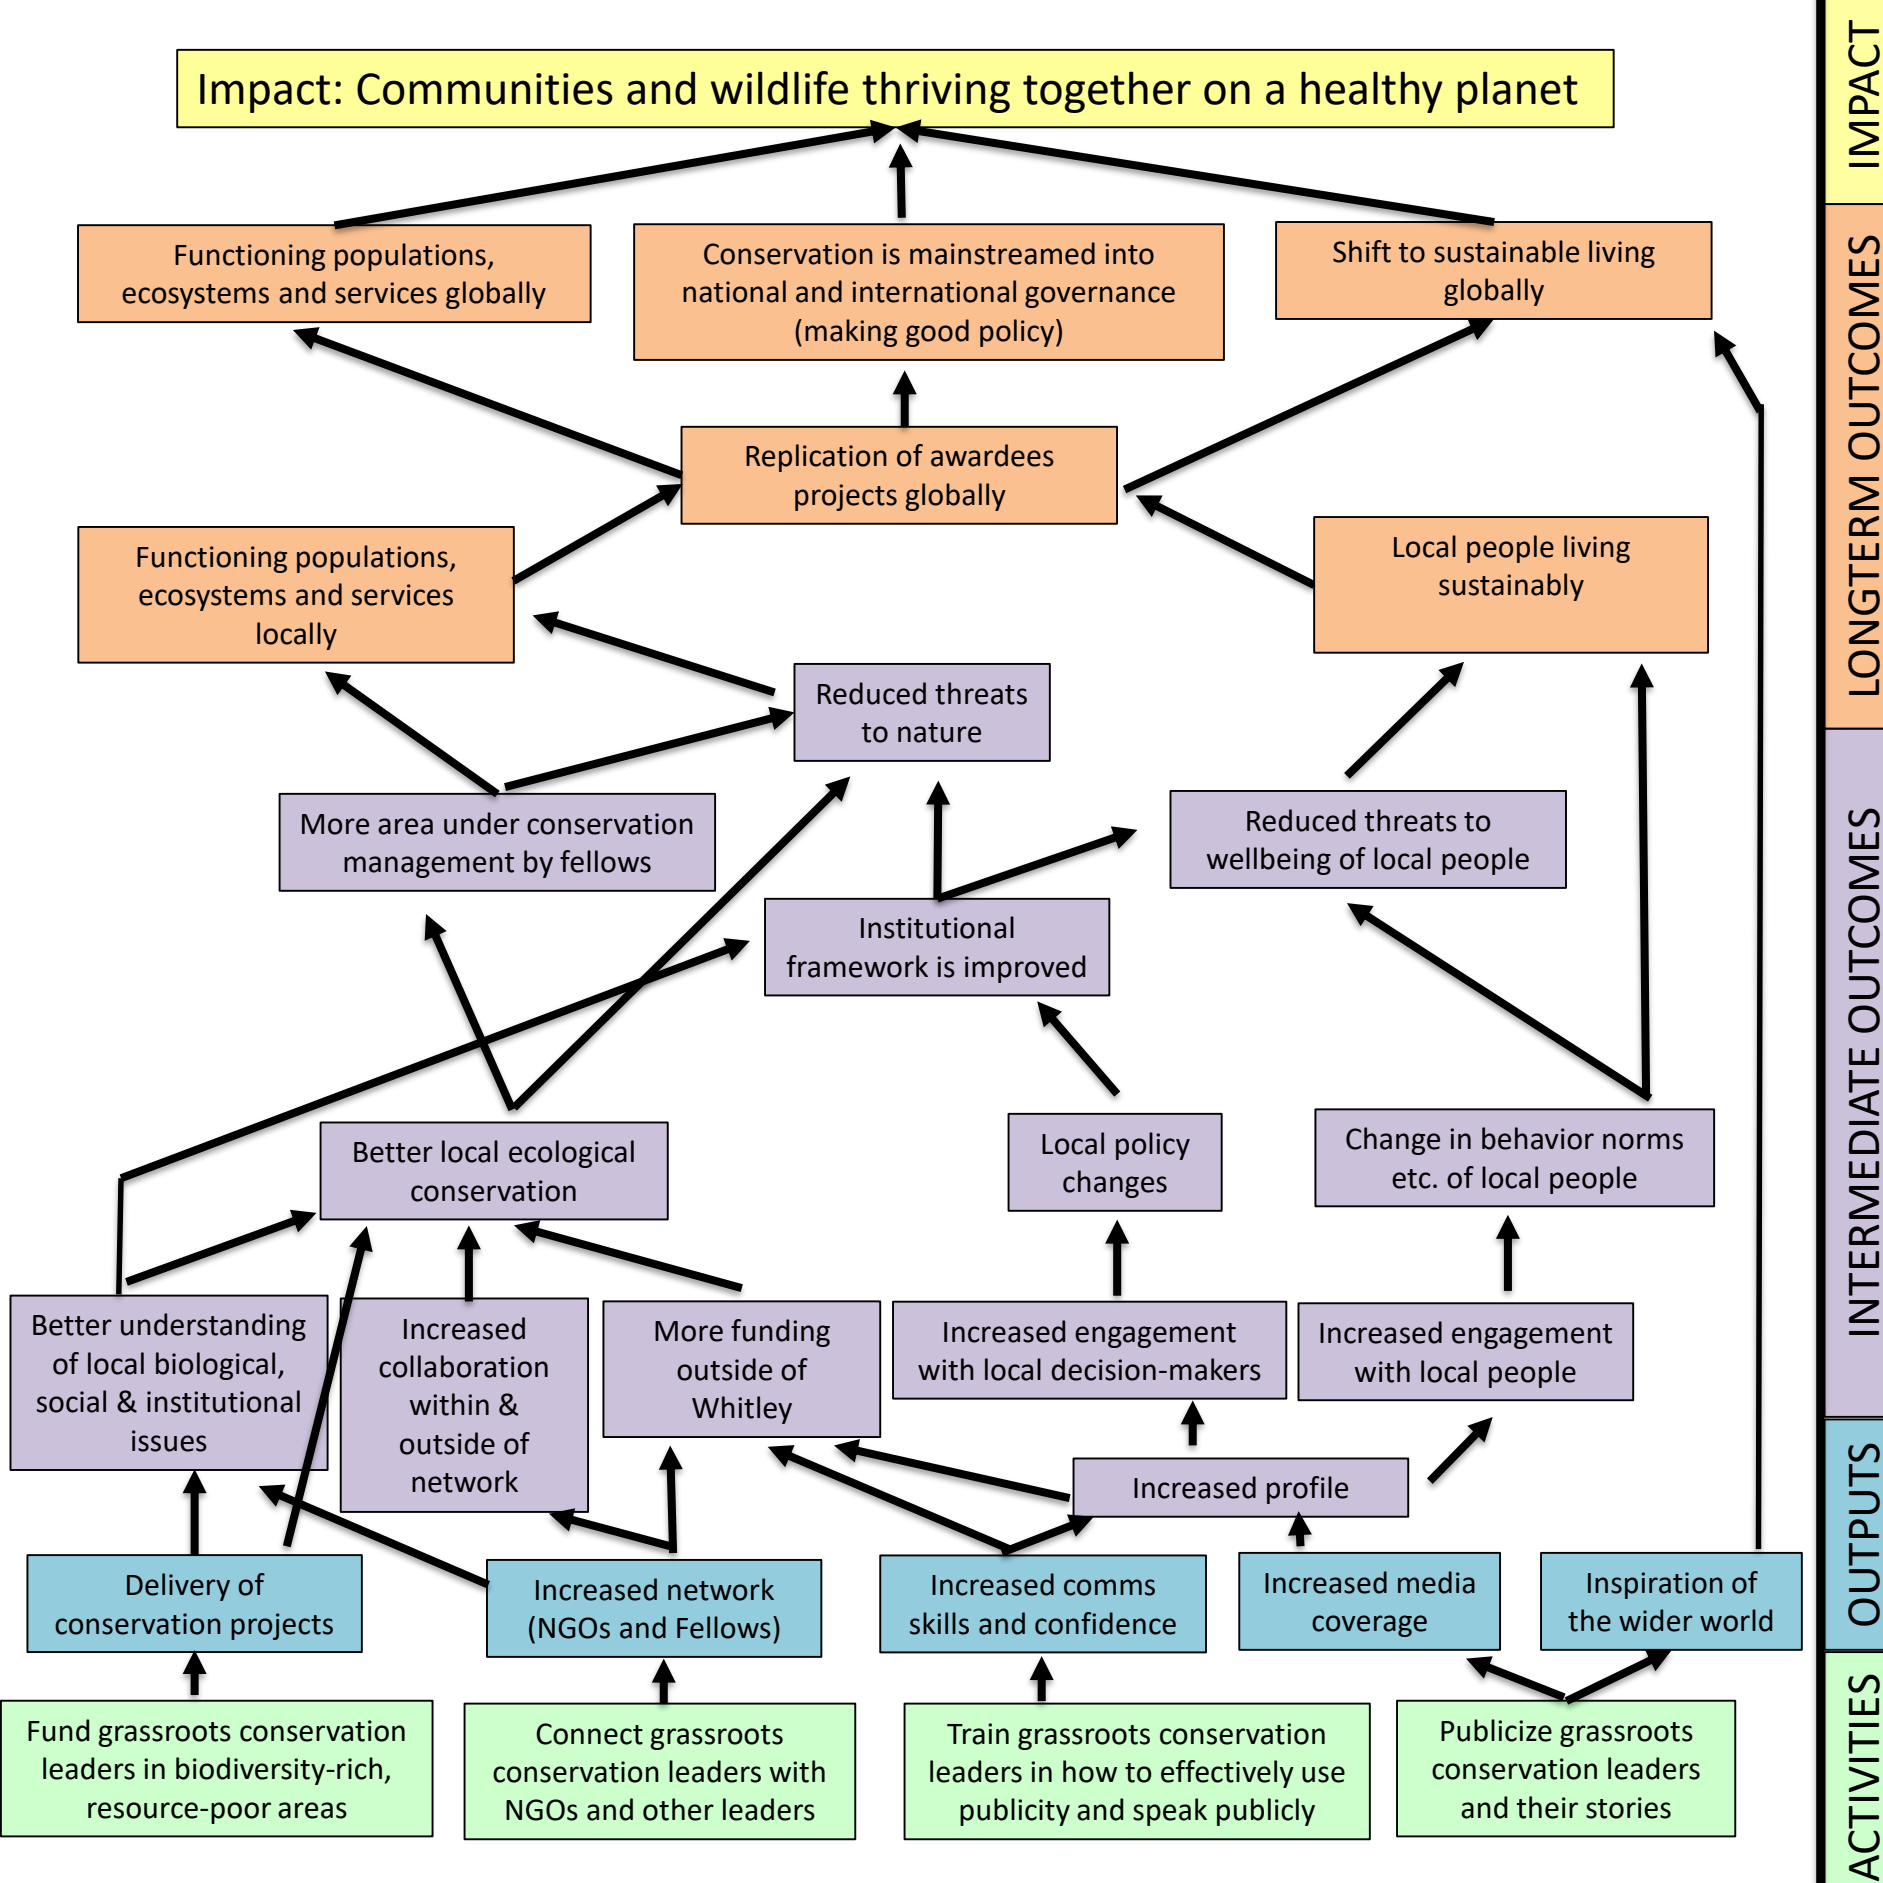 Impact: Communities and wildlife thriving together on a healthy planet
Functioning populations,
ecosystems and services globally
Conservation is mainstreamed into
national and international governance
(making good policy)
Shift to sustainable living
globally
Replication of awardees
projects globally
Functioning populations,
ecosystems and services
locally
Local people living
sustainably
Reduced threats
to nature
More area under conservation
management by fellows
Reduced threats to
wellbeing of local people
Institutional
framework is improved
Better local ecological
conservation
Local policy
changes
Change in behavior norms
etc. of local people
Better understanding
of local biological,
social & institutional
issues
Increased
collaboration
within &
outside of
network
More funding
outside of
Whitley
Increased engagement
with local decision-makers
Increased engagement
with local people
Increased profile
Delivery of
conservation projects
Increased network
(NGOs and Fellows)
Increased comms
skills and confidence
Increased media
coverage
Inspiration of
the wider world
Fund grassroots conservation
leaders in biodiversity-rich,
resource-poor areas
Connect grassroots
conservation leaders with
NGOs and other leaders
Train grassroots conservation
leaders in how to effectively use
publicity and speak publicly
Publicize grassroots
conservation leaders
and their stories
IMPACT
LONGTERM OUTCOMES
INTERMEDIATE OUTCOMES
OUTPUTS
ACTIVITIES